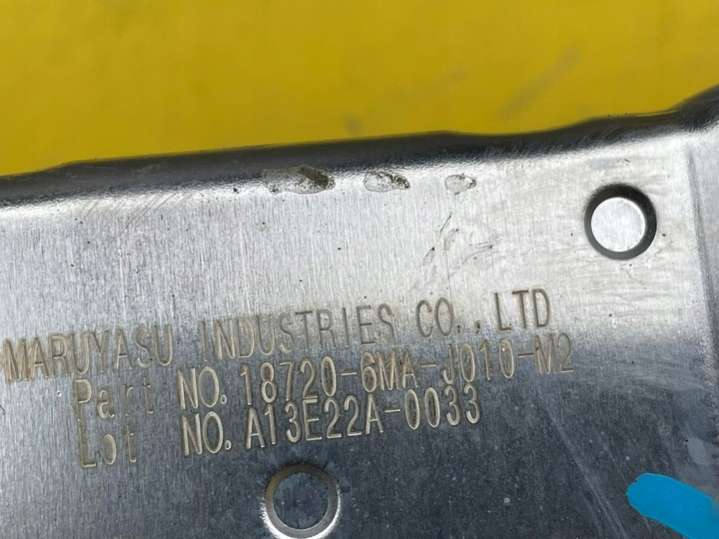 MARUYASU INDUSTRIES CO.,LTD
Part NO.18720-6MA-J010-M2
Lot NO.A13E22A-0033